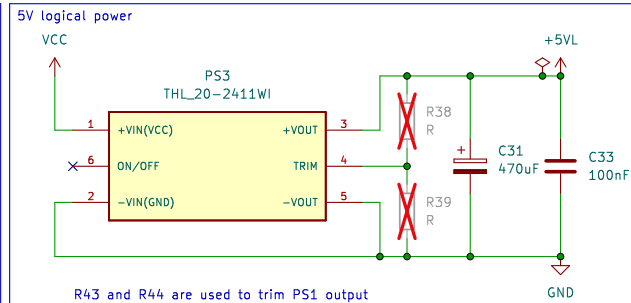 5V logical power
VCC
+5VL
PS3
THL_20-2411WI
1 +VIN(VCC) +VOUT 3
R38
R
6 ON/OFF TRIM 4
C31
470uF
C33
100nF
2 -VIN(GND) -VOUT 5
R39
R
+
R43 and R44 are used to trim PS1 output
GND